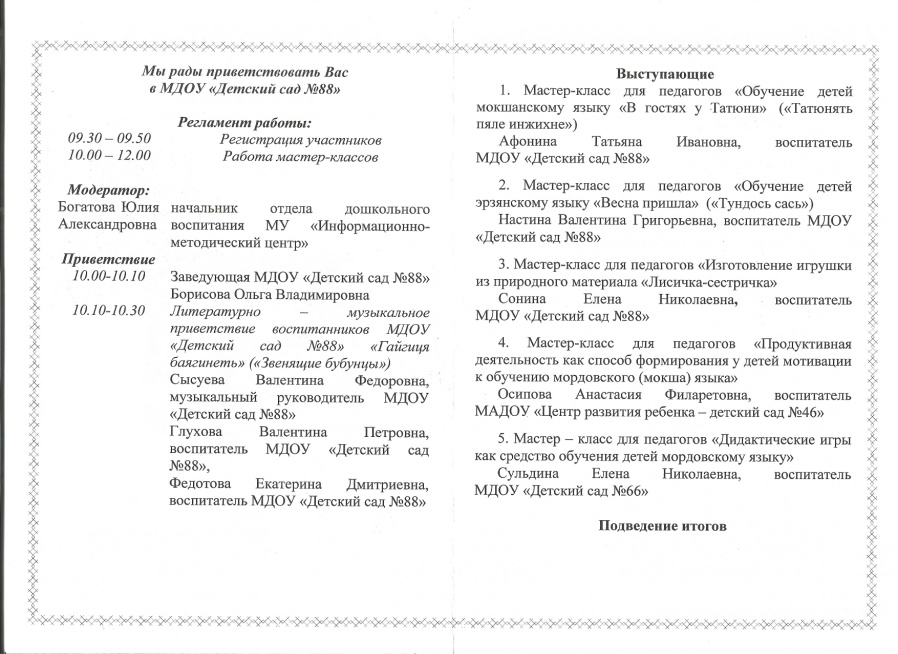 Мы рады приветствовать Вас
в МДОУ «Детский сад №88»
Регламент работы:
09.30 – 09.50 Регистрация участников
10.00 – 12.00 Работа мастер-классов
Модератор:
Богатова Юлия начальник отдела дошкольного
Александровна воспитания МУ «Информационно-
методический центр»
Приветствие
10.00-10.10 Заведующая МДОУ «Детский сад №88»
Борисова Ольга Владимировна
10.10-10.30 Литературно – музыкальное
приветствие воспитанников МДОУ
«Детский сад №88» «Гайгиця
баягинеть» («Звенящие бубунцы»)
Сысуева Валентина Федоровна,
музыкальный руководитель МДОУ
«Детский сад №88»
Глухова Валентина Петровна,
воспитатель МДОУ «Детский сад
№88»,
Федотова Екатерина Дмитриевна,
воспитатель МДОУ «Детский сад №88»
Выступающие
1. Мастер-класс для педагогов «Обучение детей
мокшанскому языку «В гостях у Татюни» («Татюнять
пяле инжихне»)
Афонина Татьяна Ивановна, воспитатель
МДОУ «Детский сад №88»
2. Мастер-класс для педагогов «Обучение детей
эрзянскому языку «Весна пришла» («Тундось сась»)
Настина Валентина Григорьевна, воспитатель МДОУ
«Детский сад №88»
3. Мастер-класс для педагогов «Изготовление игрушки
из природного материала «Лисичка-сестричка»
Сонина Елена Николаевна, воспитатель
МДОУ «Детский сад №88»
4. Мастер-класс для педагогов «Продуктивная
деятельность как способ формирования у детей мотивации
к обучению мордовского (мокша) языка»
Осипова Анастасия Филаретовна, воспитатель
МАДОУ «Центр развития ребенка – детский сад №46»
5. Мастер – класс для педагогов «Дидактические игры
как средство обучения детей мордовскому языку»
Сульдина Елена Николаевна, воспитатель
МДОУ «Детский сад №66»
Подведение итогов